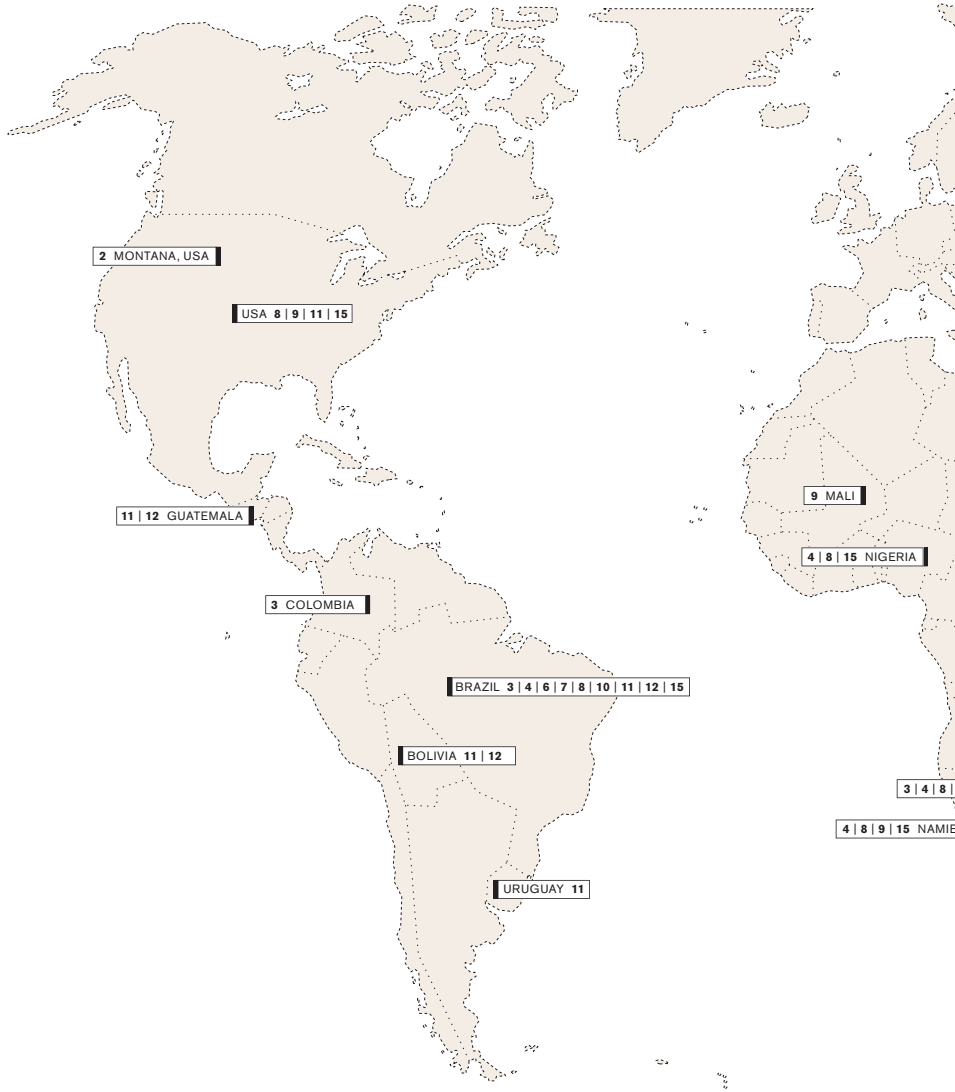 2 MONTANA, USA
USA 8 | 9 | 11 | 15
9 MALI
11 | 12 GUATEMALA
4 | 8 | 15 NIGERIA
3 COLOMBIA
BRAZIL 3 | 4 | 6 | 7 | 8 | 10 | 11 | 12 | 15
BOLIVIA 11 | 12
3 | 4 | 8 |
4 | 8 | 9 | 15 NAMIB
URUGUAY 11